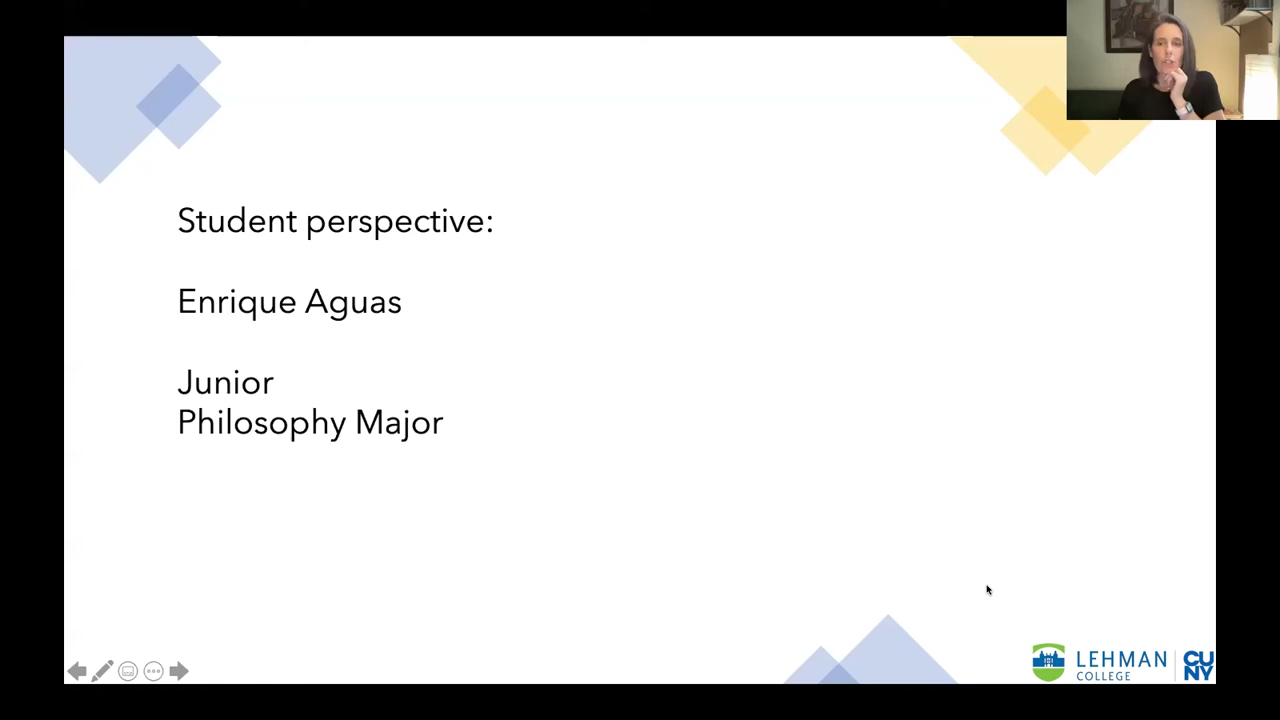 Student perspective:
Enrique Aguas
Junior
Philosophy Major
LEHMAN
COLLEGE
CU
NY